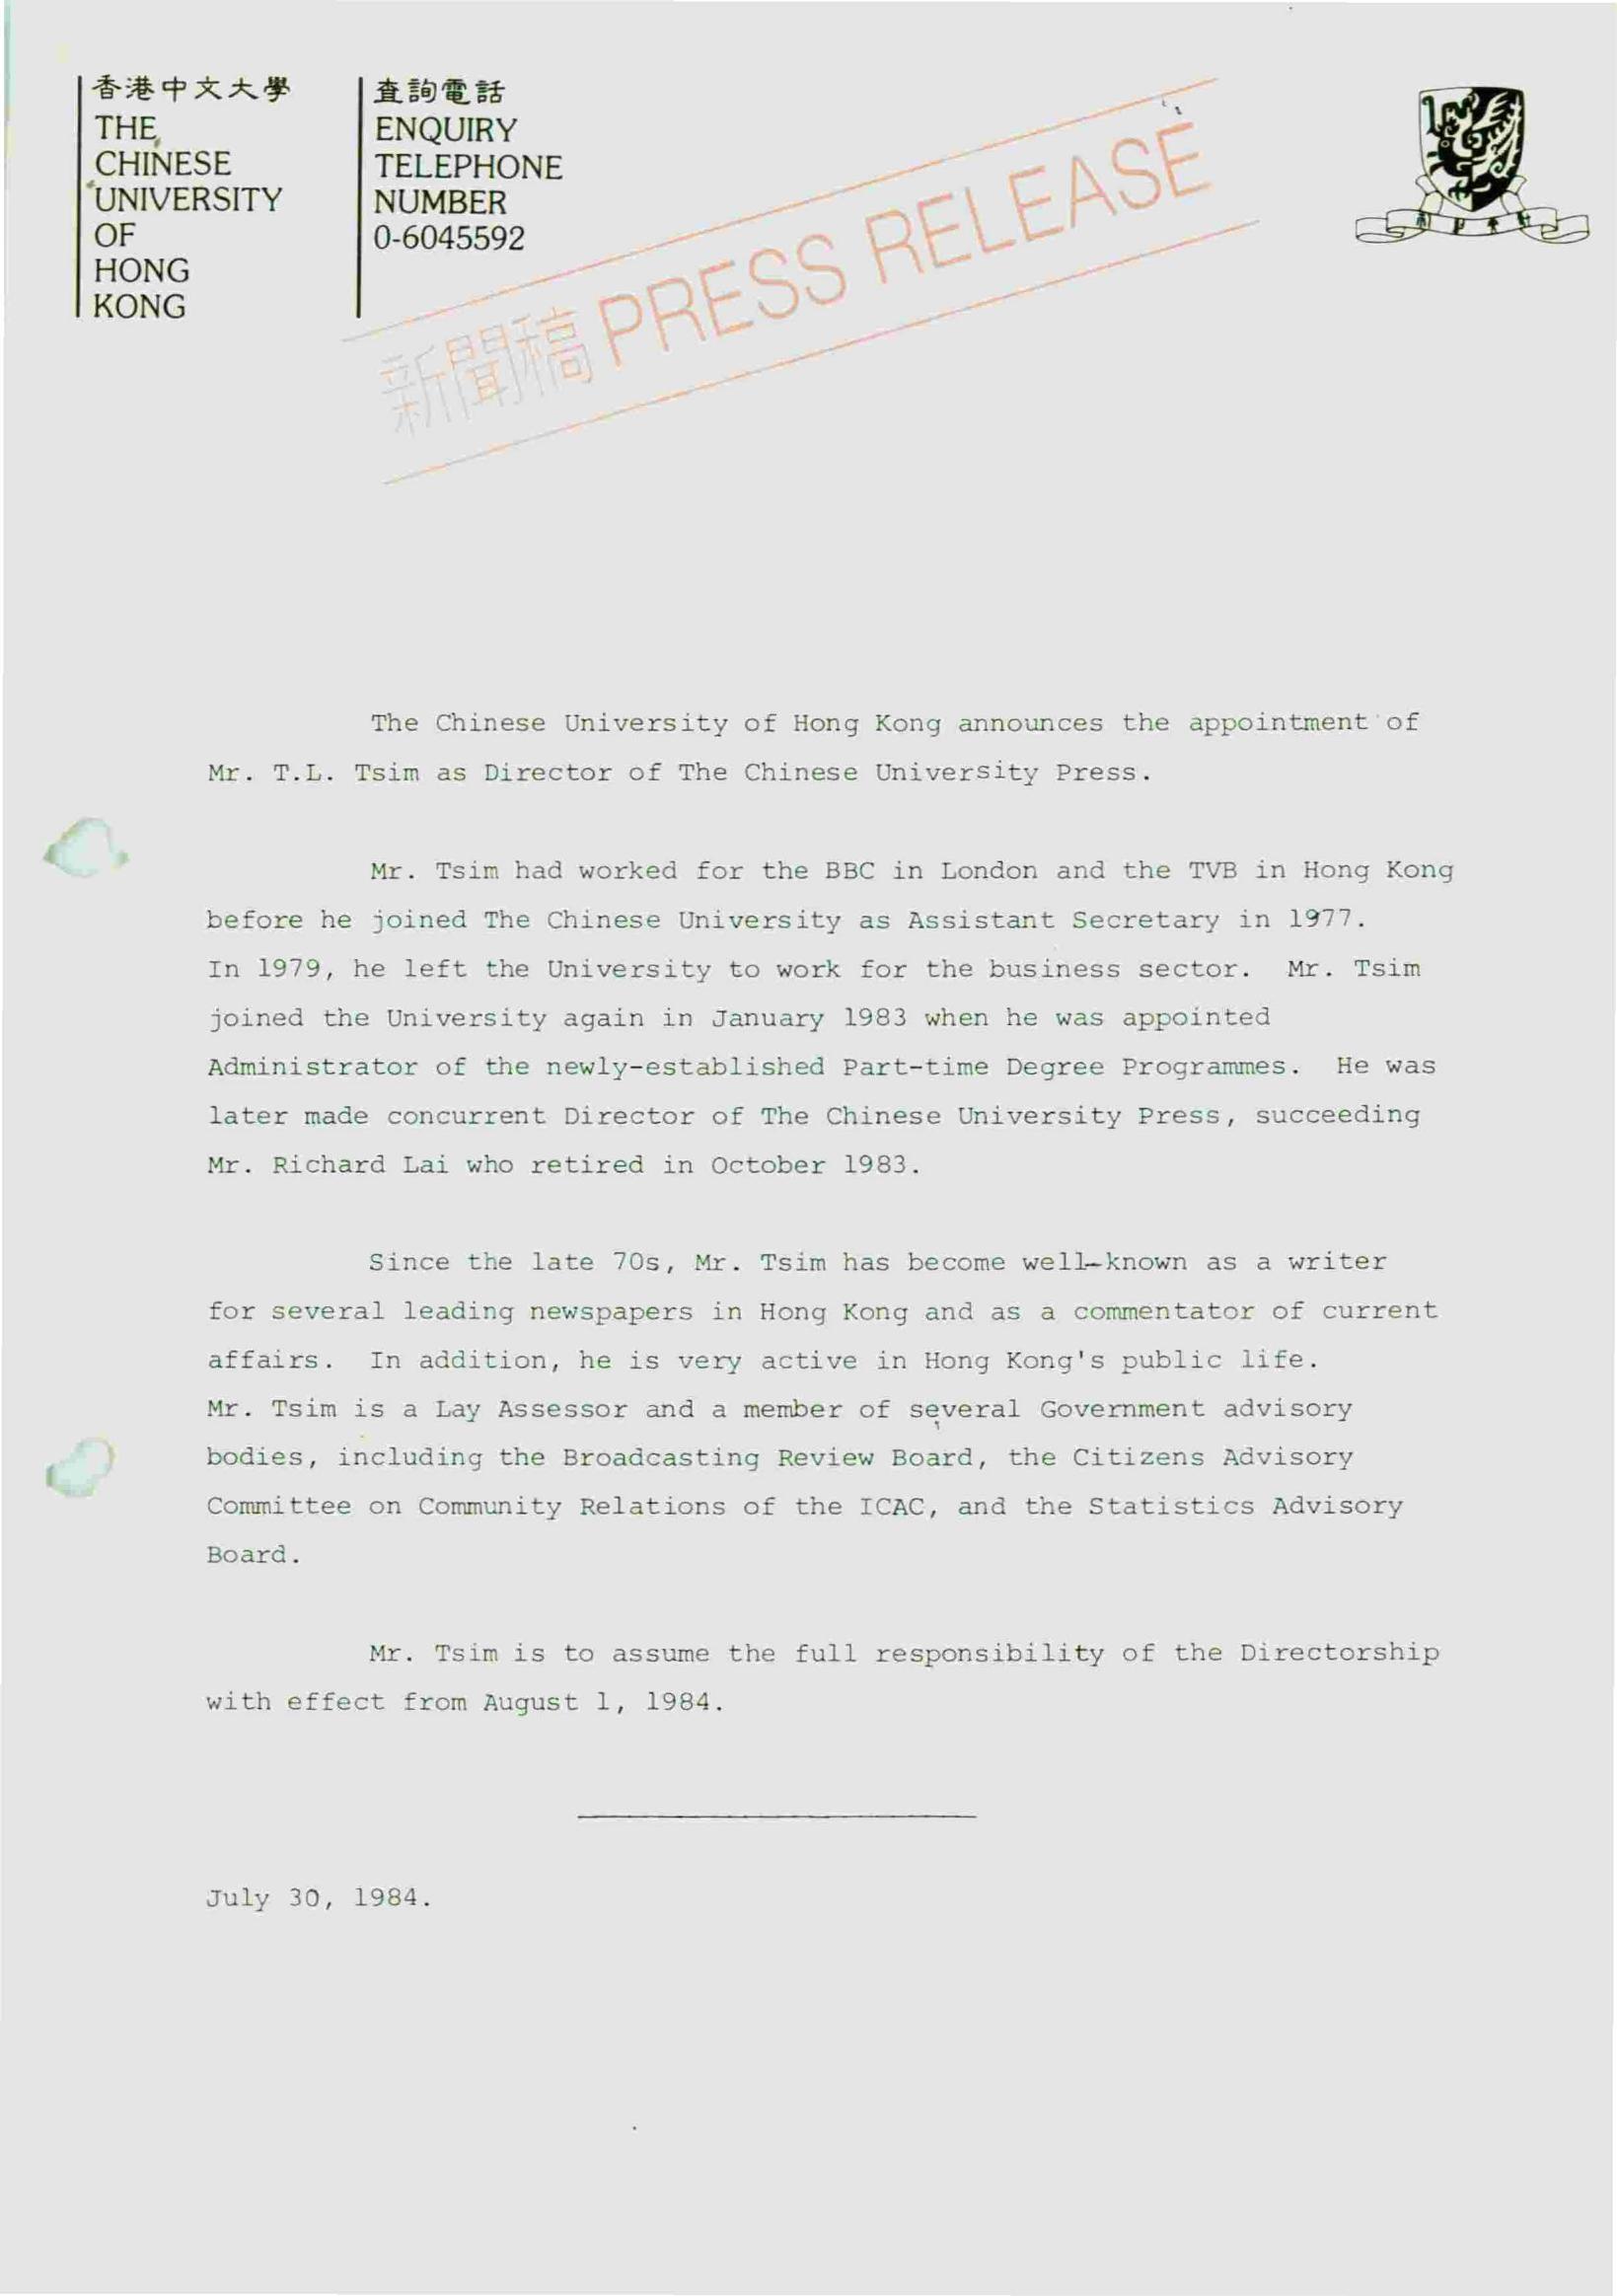 香港中文大學
THE
CHINESE
UNIVERSITY
OF
HONG
KONG
查詢電話
ENQUIRY
TELEPHONE
NUMBER
0-6045592
新聞稿 PRESS RELEASE
The Chinese University of Hong Kong announces the appointment of
Mr. T.L. Tsim as Director of The Chinese University Press.
Mr. Tsim had worked for the BBC in London and the TVB in Hong Kong
before he joined The Chinese University as Assistant Secretary in 1977.
In 1979, he left the University to work for the business sector. Mr. Tsim
joined the University again in January 1983 when he was appointed
Administrator of the newly-established Part-time Degree Programmes. He was
later made concurrent Director of The Chinese University Press, succeeding
Mr. Richard Lai who retired in October 1983.
Since the late 70s, Mr. Tsim has become well-known as a writer
for several leading newspapers in Hong Kong and as a commentator of current
affairs. In addition, he is very active in Hong Kong's public life.
Mr. Tsim is a Lay Assessor and a member of several Government advisory
bodies, including the Broadcasting Review Board, the Citizens Advisory
Committee on Community Relations of the ICAC, and the Statistics Advisory
Board.
Mr. Tsim is to assume the full responsibility of the Directorship
with effect from August 1, 1984.
July 30, 1984.